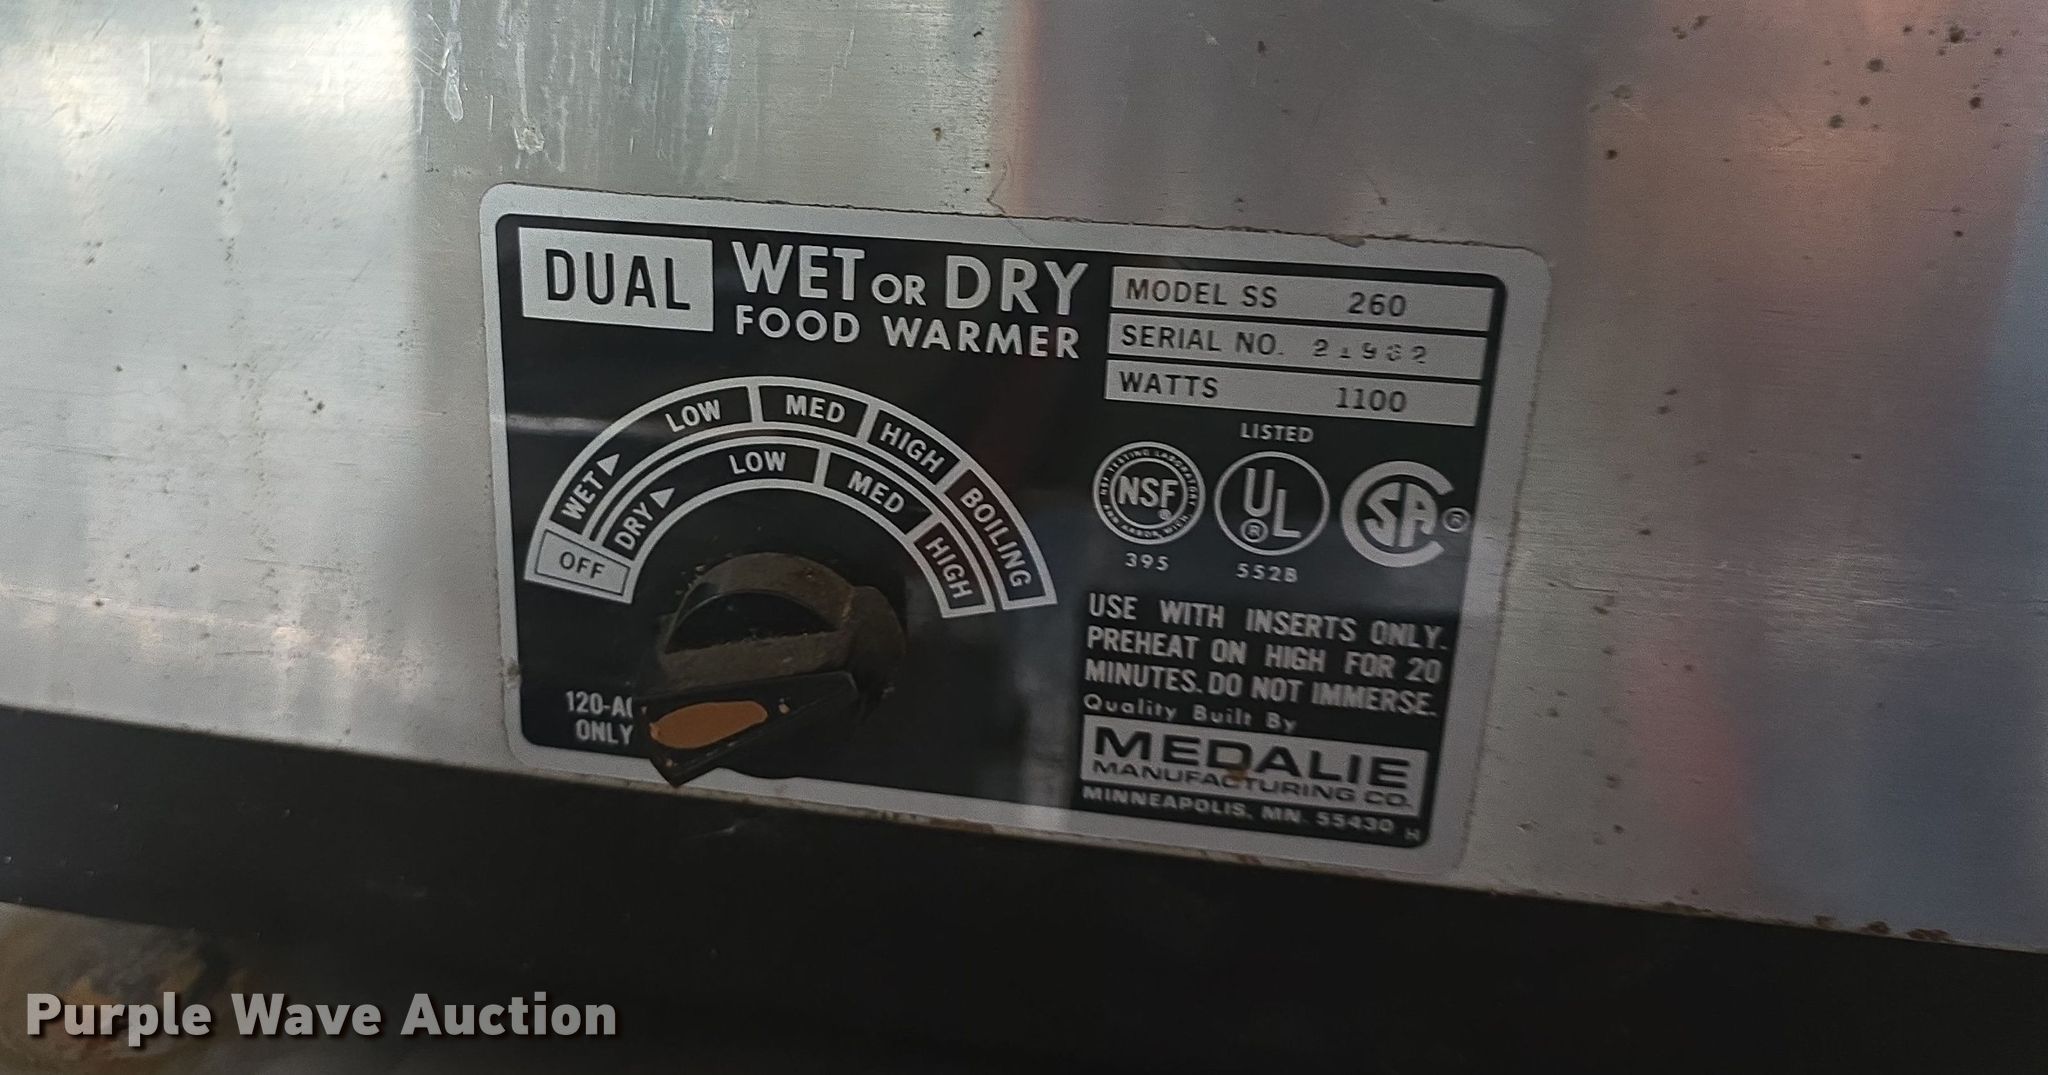 DUAL WET OR DRY
FOOD WARMER
MODEL SS 260
SERIAL NO.
WATTS 1100
LISTED
WET LOW MED HIGH BOILING
DRY LOW MED HIGH
OFF
NSF ®
UL ®
SA ®
395
552B
USE WITH INSERTS ONLY.
PREHEAT ON HIGH FOR 20
MINUTES. DO NOT IMMERSE.
120-A
ONLY
Quality Built By
MEDALIE
MANUFACTURING CO.
MINNEAPOLIS, MN. 55430 H
Purple Wave Auction